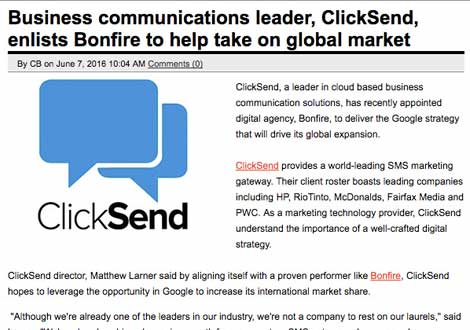 Business communications leader, ClickSend,
enlists Bonfire to help take on global market
By CB on June 7, 2016 10:04 AM Comments (0)
ClickSend
ClickSend, a leader in cloud based business
communication solutions, has recently appointed
digital agency, Bonfire, to deliver the Google strategy
that will drive its global expansion.
ClickSend provides a world-leading SMS marketing
gateway. Their client roster boasts leading companies
including HP, RioTinto, McDonalds, Fairfax Media and
PWC. As a marketing technology provider, ClickSend
understand the importance of a well-crafted digital
strategy.
ClickSend director, Matthew Larner said by aligning itself with a proven performer like Bonfire, ClickSend
hopes to leverage the opportunity in Google to increase its international market share.
"Although we're already one of the leaders in our industry, we're not a company to rest on our laurels," said